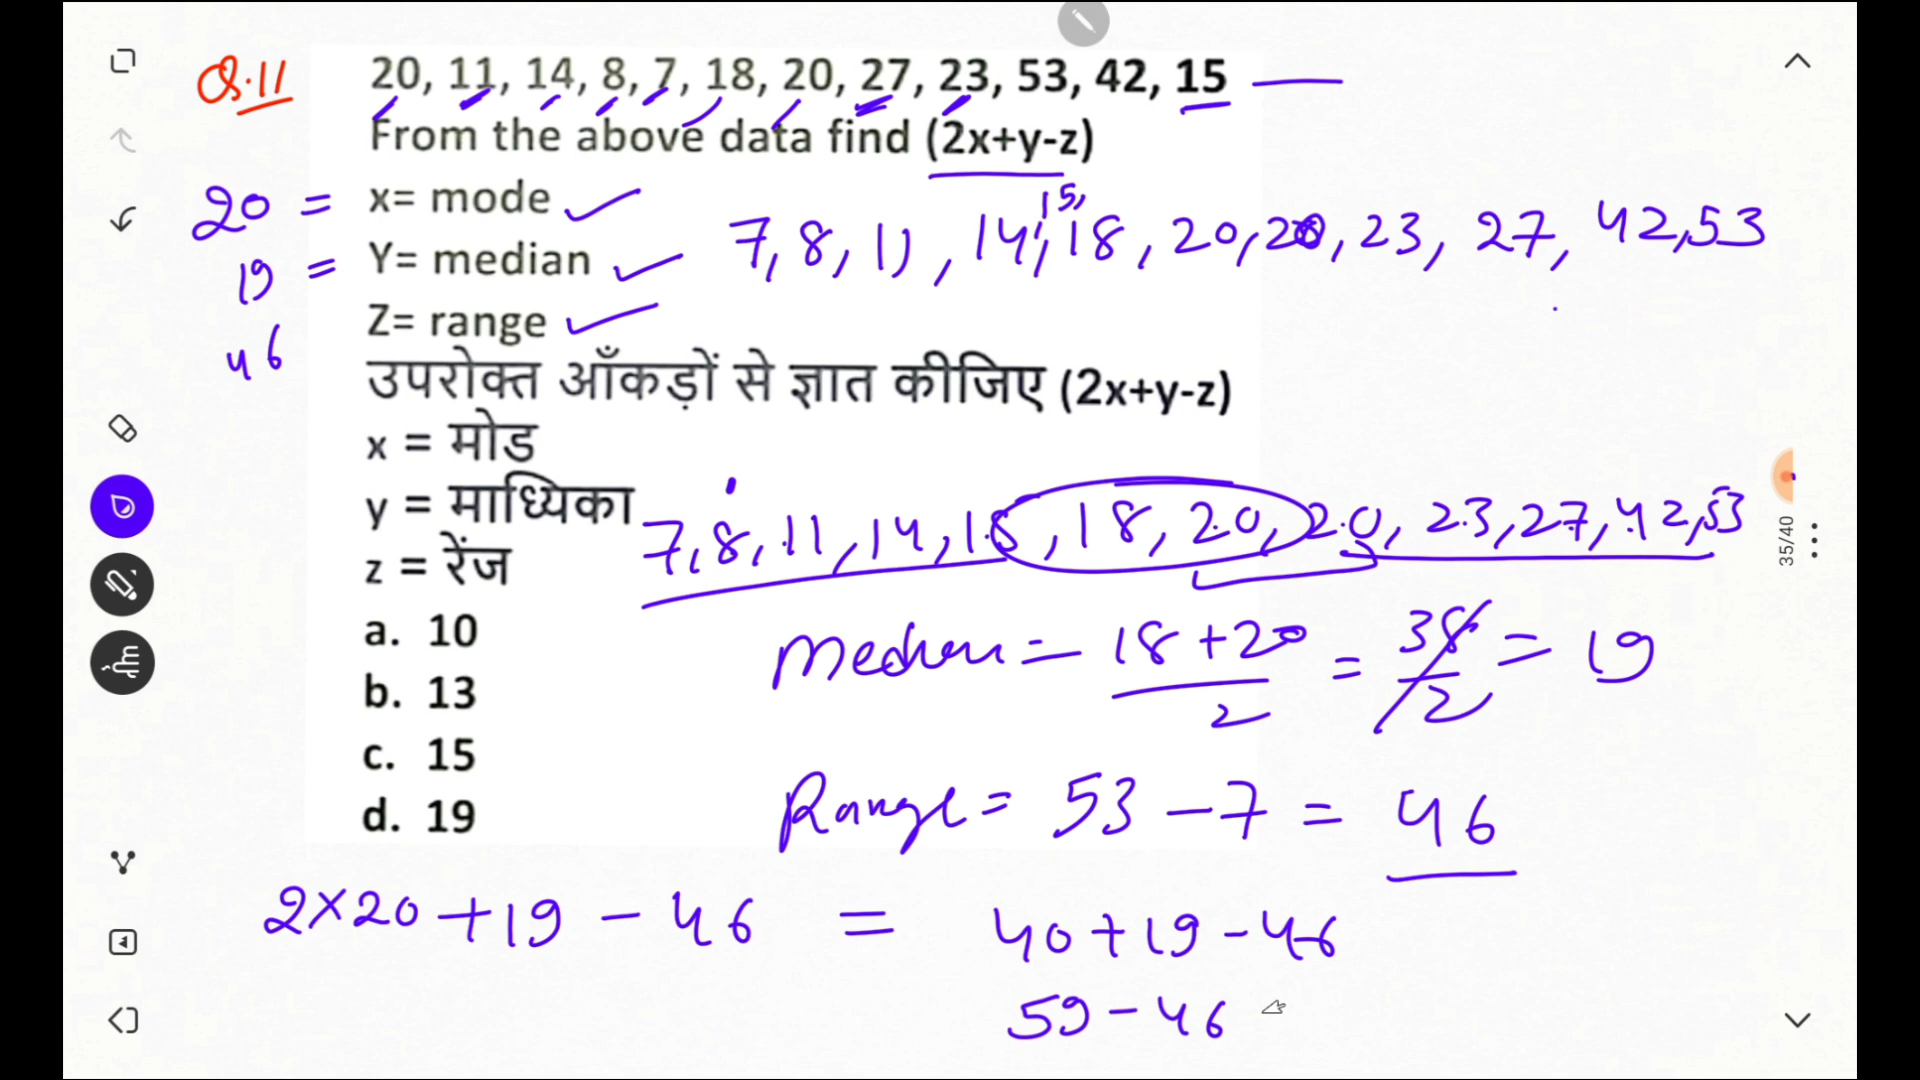 Q.11
20, 11, 14, 8, 7, 18, 20, 27, 23, 53, 42, 15
From the above data find (2x+y-z)
20 = x= mode
19 = Y= median
7, 8, 11, 14, 15, 18, 20, 20, 23, 27, 42, 53
Z= range
46
उपरोक्त आँकड़ों से ज्ञात कीजिए (2x+y-z)
x = मोड
y = माध्यिका
7, 8, 11, 14, 15, 18, 20, 20, 23, 27, 42, 53
z = रेंज
a. 10
Median = 18+20/2 = 38/2 = 19
b. 13
c. 15
d. 19
Range = 53 - 7 = 46
2×20+19-46 = 40+19-46
59-46
35/40